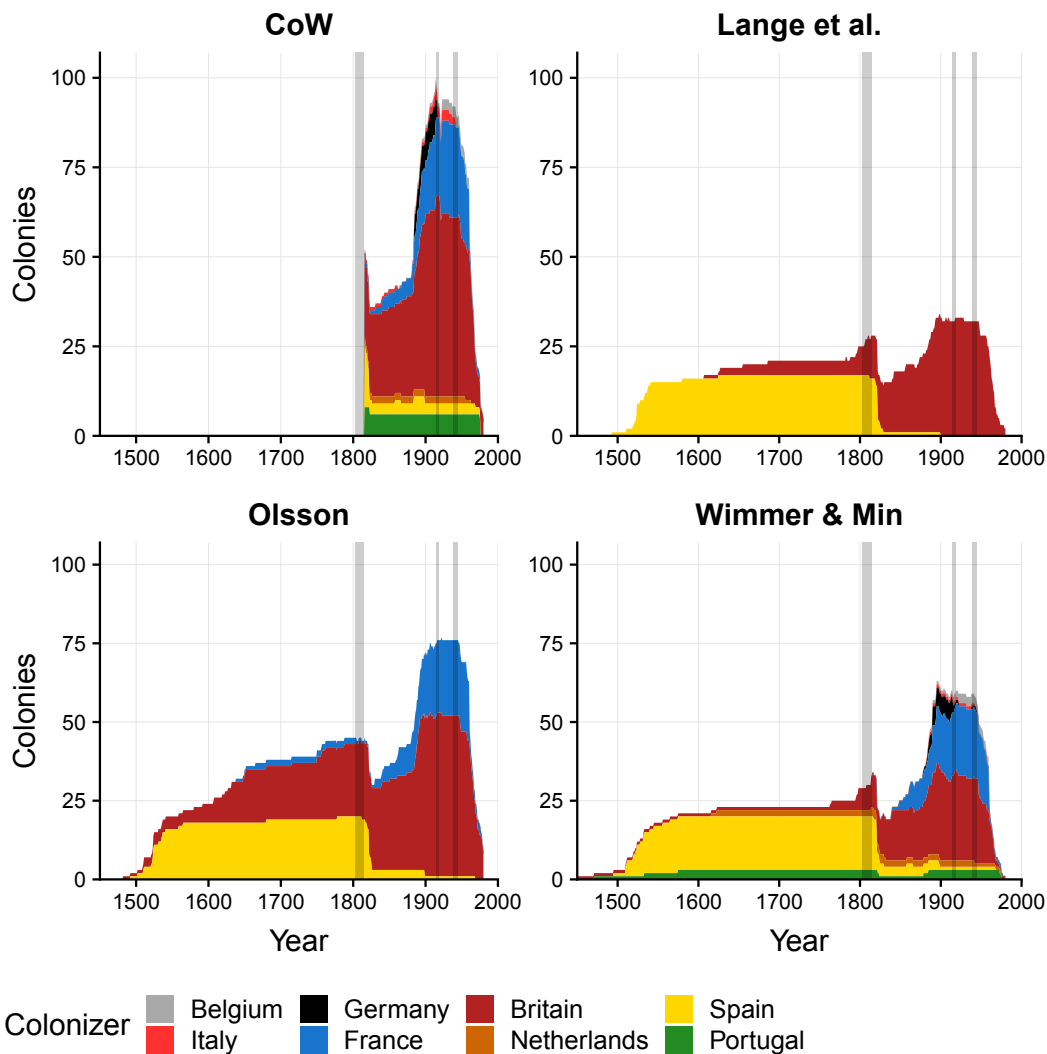 CoW Lange et al.
Colonies
100
75
50
25
0
1500 1600 1700 1800 1900 2000
100
75
50
25
0
1500 1600 1700 1800 1900 2000
Olsson Wimmer & Min
Colonies
100
75
50
25
0
1500 1600 1700 1800 1900 2000
Year
100
75
50
25
0
1500 1600 1700 1800 1900 2000
Year
Colonizer
Belgium Germany Britain Spain
Italy France Netherlands Portugal